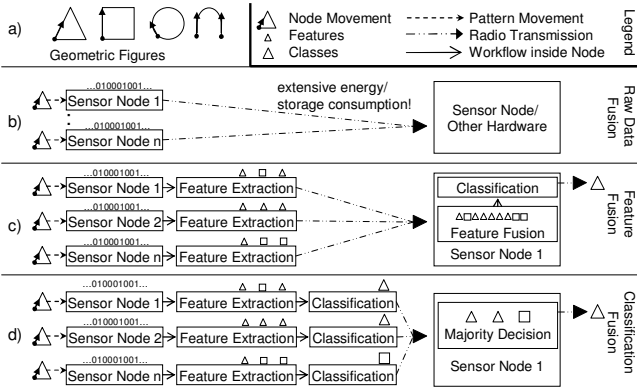 a)
Geometric Figures
Node Movement
Features
Classes
Pattern Movement
Radio Transmission
Workflow inside Node
Legend
b)
...010001001...
Sensor Node 1
...010001001...
Sensor Node n
extensive energy/
storage consumption!
Sensor Node/
Other Hardware
Raw Data
Fusion
c)
...010001001...
Sensor Node 1
Feature Extraction
...010001001...
Sensor Node 2
Feature Extraction
...010001001...
Sensor Node n
Feature Extraction
Classification
Feature Fusion
Sensor Node 1
Feature
Fusion
d)
...010001001...
Sensor Node 1
Feature Extraction
Classification
...010001001...
Sensor Node 2
Feature Extraction
Classification
...010001001...
Sensor Node n
Feature Extraction
Classification
Majority Decision
Sensor Node 1
Classification
Fusion